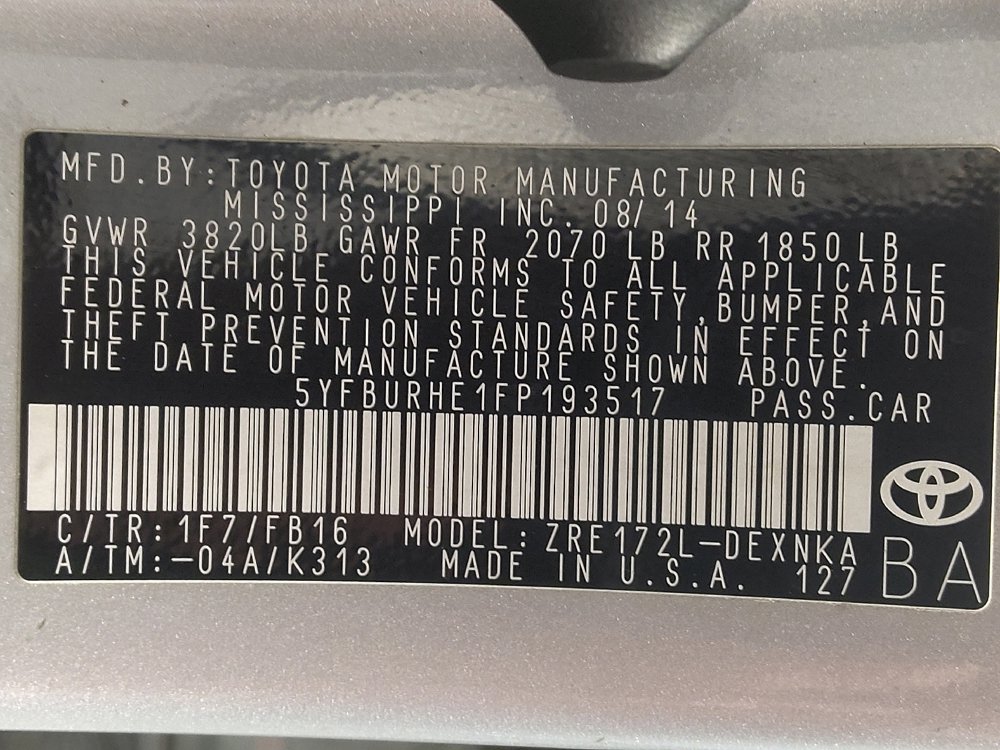 MFD.BY:TOYOTA MOTOR MANUFACTURING
MISSISSIPPI INC. 08/14
GVWR 3820LB GAWR FR 2070 LB RR 1850 LB
THIS VEHICLE CONFORMS TO ALL APPLICABLE
FEDERAL MOTOR VEHICLE SAFETY,BUMPER,AND
THEFT PREVENTION STANDARDS IN EFFECT ON
THE DATE OF MANUFACTURE SHOWN ABOVE.
5YFBURHE1FP193517 PASS.CAR
C/TR:1F7/FB16 MODEL:ZRE172L-DEXNKA
A/TM:-04A/K313 MADE IN U.S.A. 127
BA